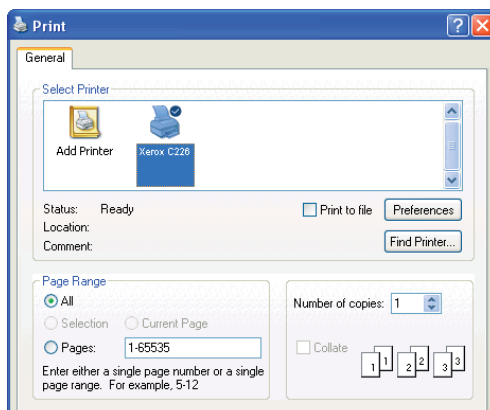 Print
General
Select Printer
Add Printer
Xerox C226
Status: Ready
Print to file
Preferences
Location:
Comment:
Find Printer...
Page Range
All
Selection
Current Page
Pages: 1-65535
Enter either a single page number or a single
page range. For example, 5-12
Number of copies: 1
Collate
1 1 2 2 3 3